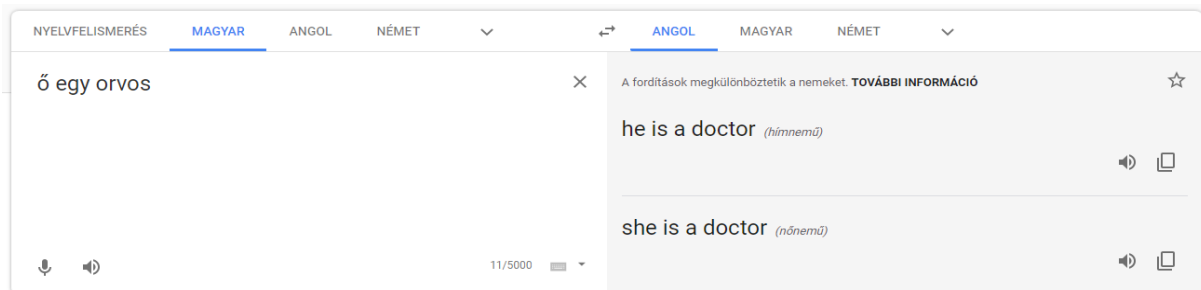 NYELVFELISMERÉS MAGYAR ANGOL NÉMET
ANGOL MAGYAR NÉMET
ő egy orvos
11/5000
A fordítások megkülönböztetik a nemeket. TOVÁBBI INFORMÁCIÓ
he is a doctor (hímnemű)
she is a doctor (nőnemű)